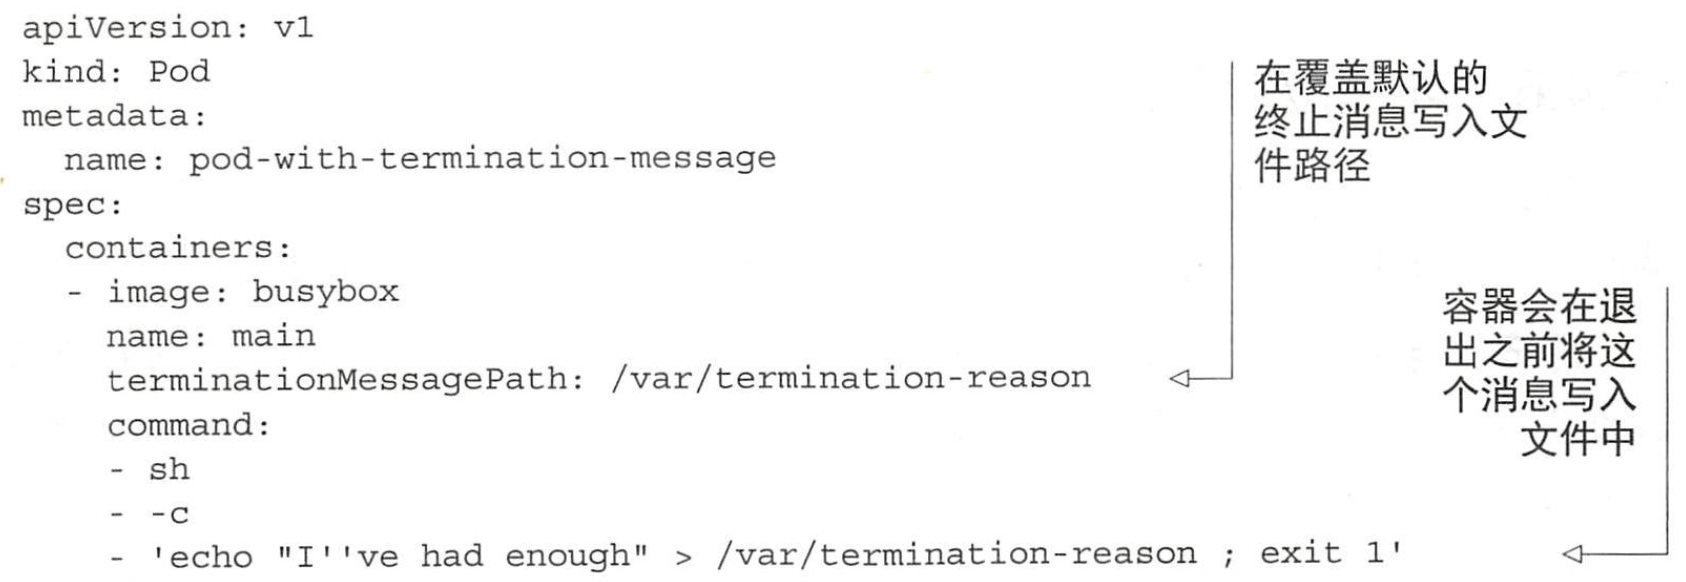 apiVersion: v1
kind: Pod
metadata:
  name: pod-with-termination-message
spec:
  containers:
  - image: busybox
    name: main
    terminationMessagePath: /var/termination-reason
    command:
    - sh
    - -c
    - 'echo "I''ve had enough" > /var/termination-reason ; exit 1'
在覆盖默认的
终止消息写入文
件路径
容器会在退
出之前将这
个消息写入
文件中